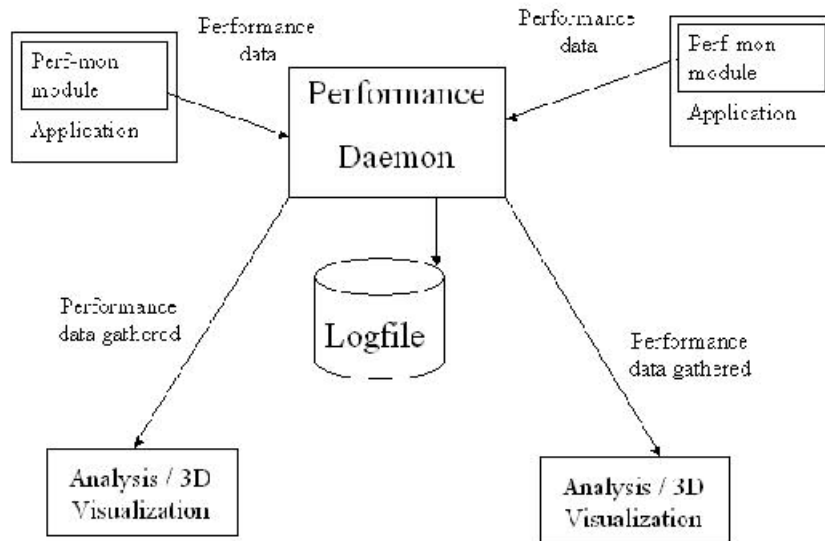 Performance
data
Performance
data
Perf-mon
module
Application
Perf mon
module
Application
Performance
Daemon
Logfile
Performance
data gathered
Performance
data gathered
Analysis / 3D
Visualization
Analysis / 3D
Visualization